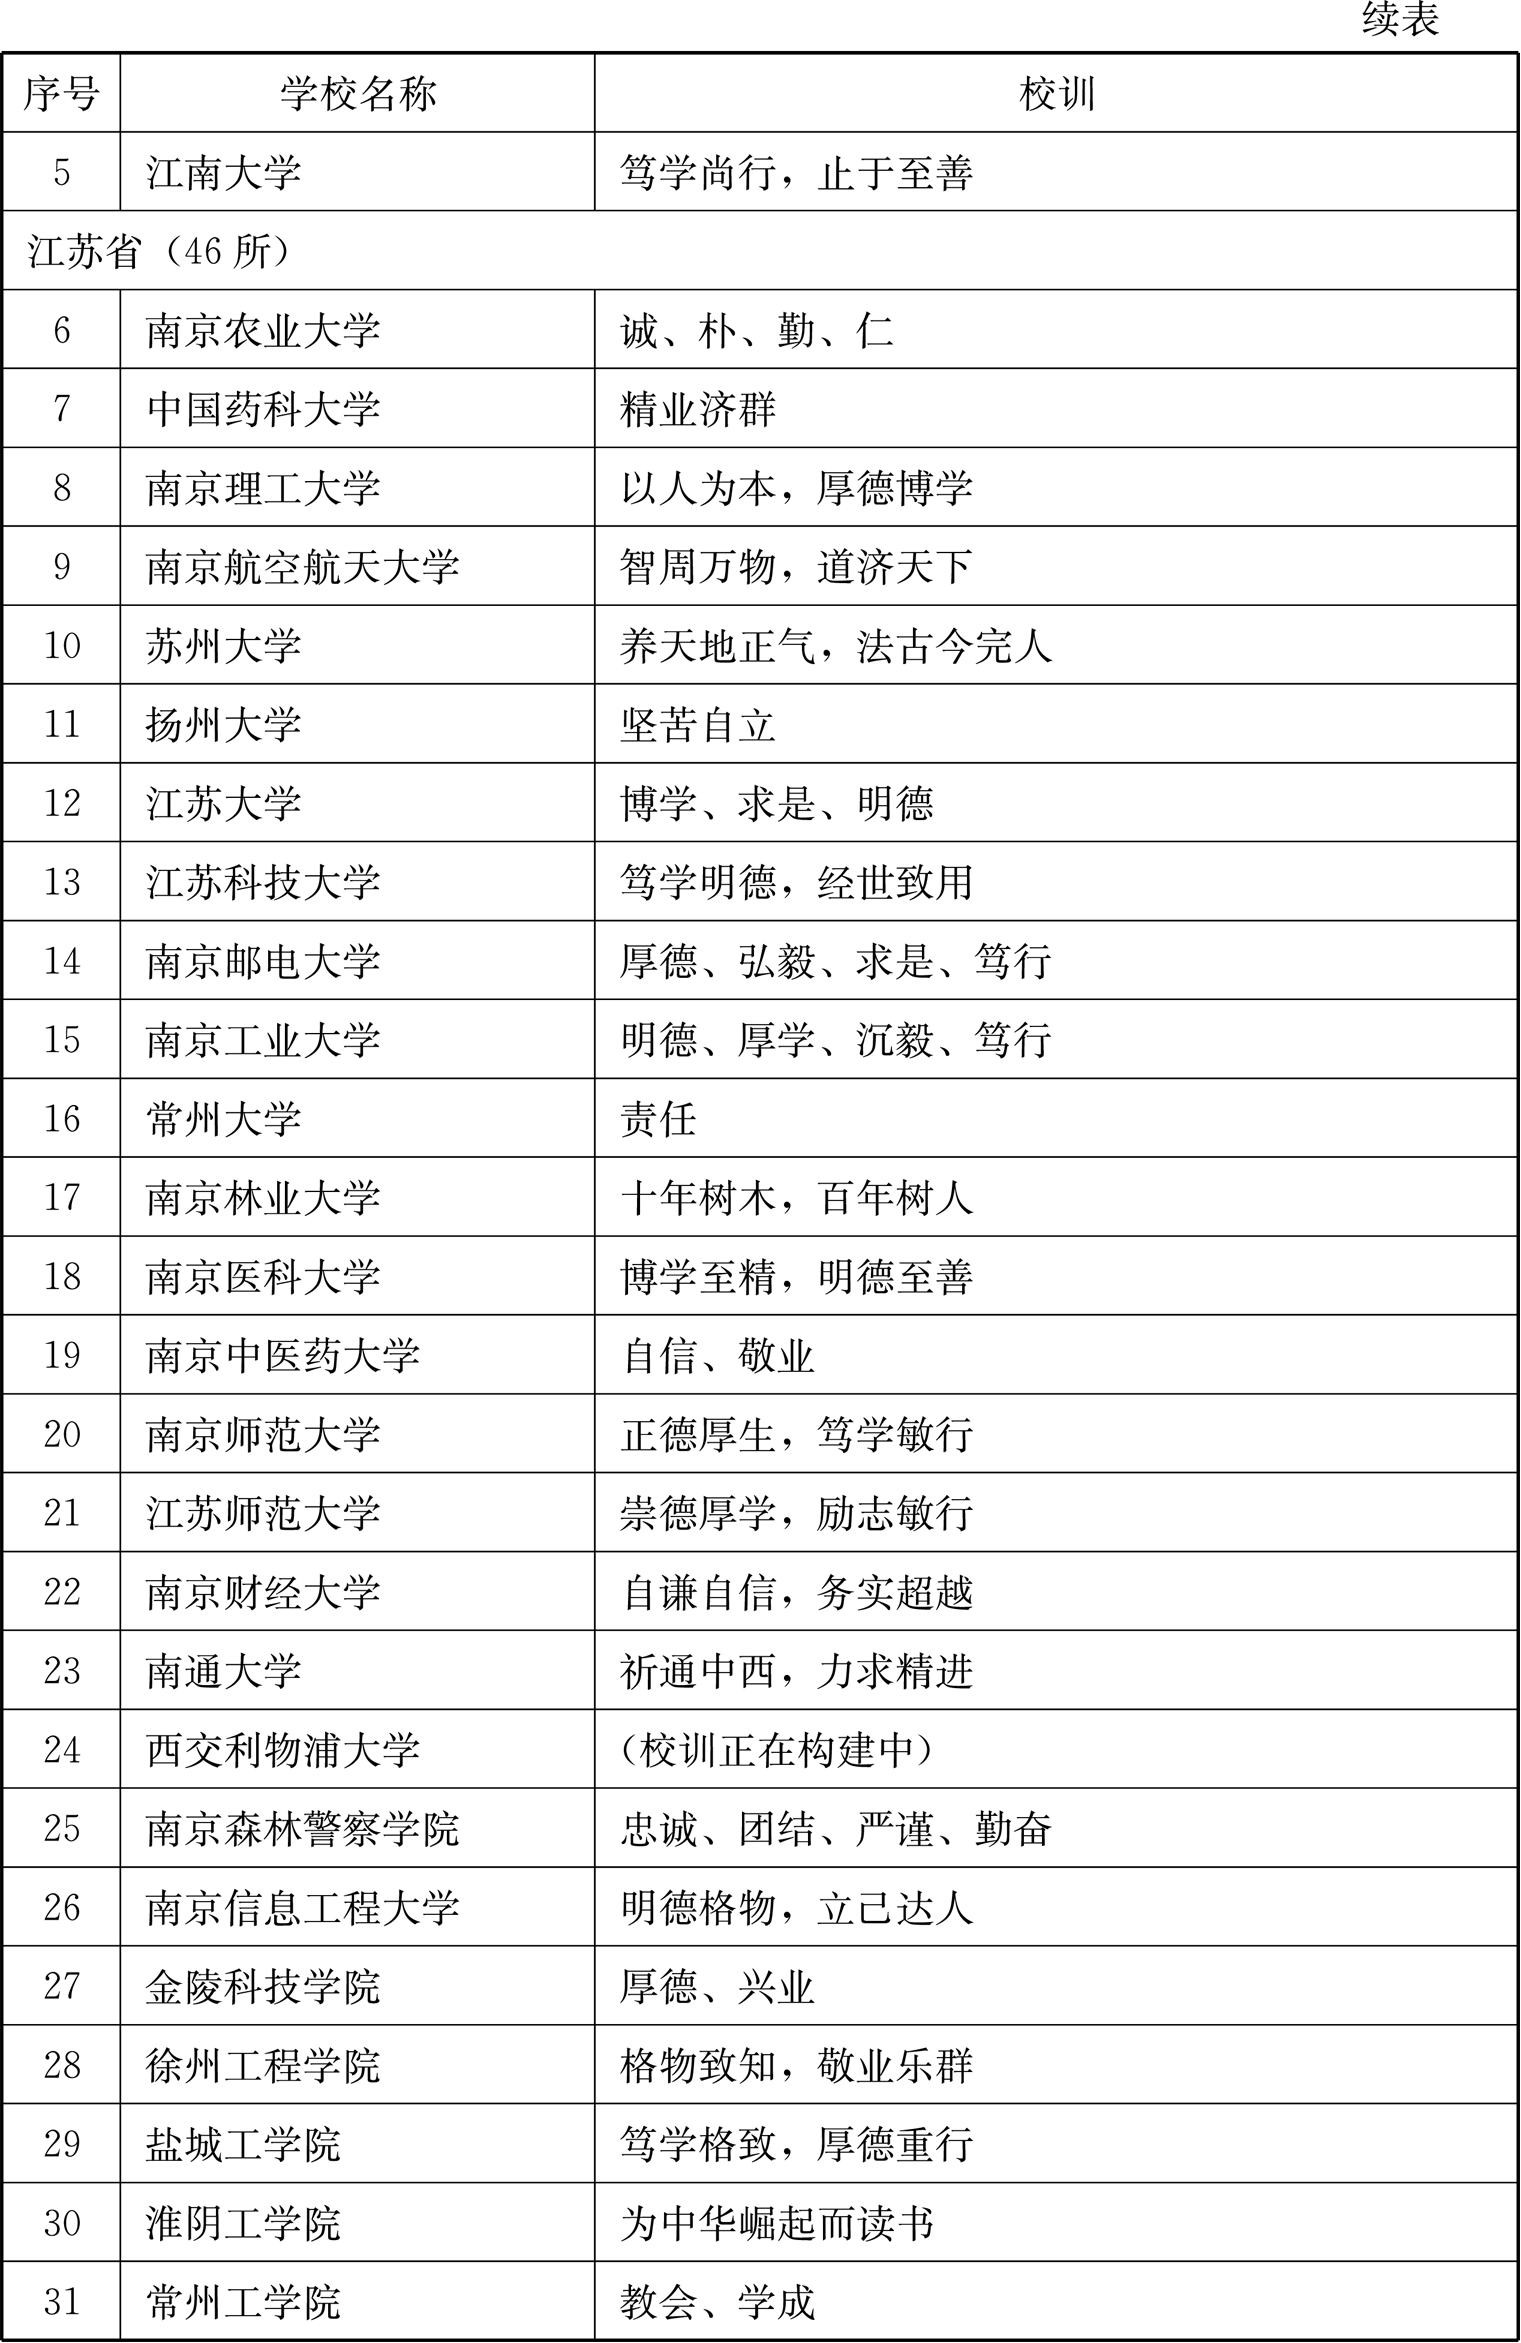 续表
序号 学校名称 校训
5 江南大学 笃学尚行，止于至善
江苏省（46 所）
6 南京农业大学 诚、朴、勤、仁
7 中国药科大学 精业济群
8 南京理工大学 以人为本，厚德博学
9 南京航空航天大学 智周万物，道济天下
10 苏州大学 养天地正气，法古今完人
11 扬州大学 坚苦自立
12 江苏大学 博学、求是、明德
13 江苏科技大学 笃学明德，经世致用
14 南京邮电大学 厚德、弘毅、求是、笃行
15 南京工业大学 明德、厚学、沉毅、笃行
16 常州大学 责任
17 南京林业大学 十年树木，百年树人
18 南京医科大学 博学至精，明德至善
19 南京中医药大学 自信、敬业
20 南京师范大学 正德厚生，笃学敏行
21 江苏师范大学 崇德厚学，励志敏行
22 南京财经大学 自谦自信，务实超越
23 南通大学 祈通中西，力求精进
24 西交利物浦大学 （校训正在构建中）
25 南京森林警察学院 忠诚、团结、严谨、勤奋
26 南京信息工程大学 明德格物，立己达人
27 金陵科技学院 厚德、兴业
28 徐州工程学院 格物致知，敬业乐群
29 盐城工学院 笃学格致，厚德重行
30 淮阴工学院 为中华崛起而读书
31 常州工学院 教会、学成